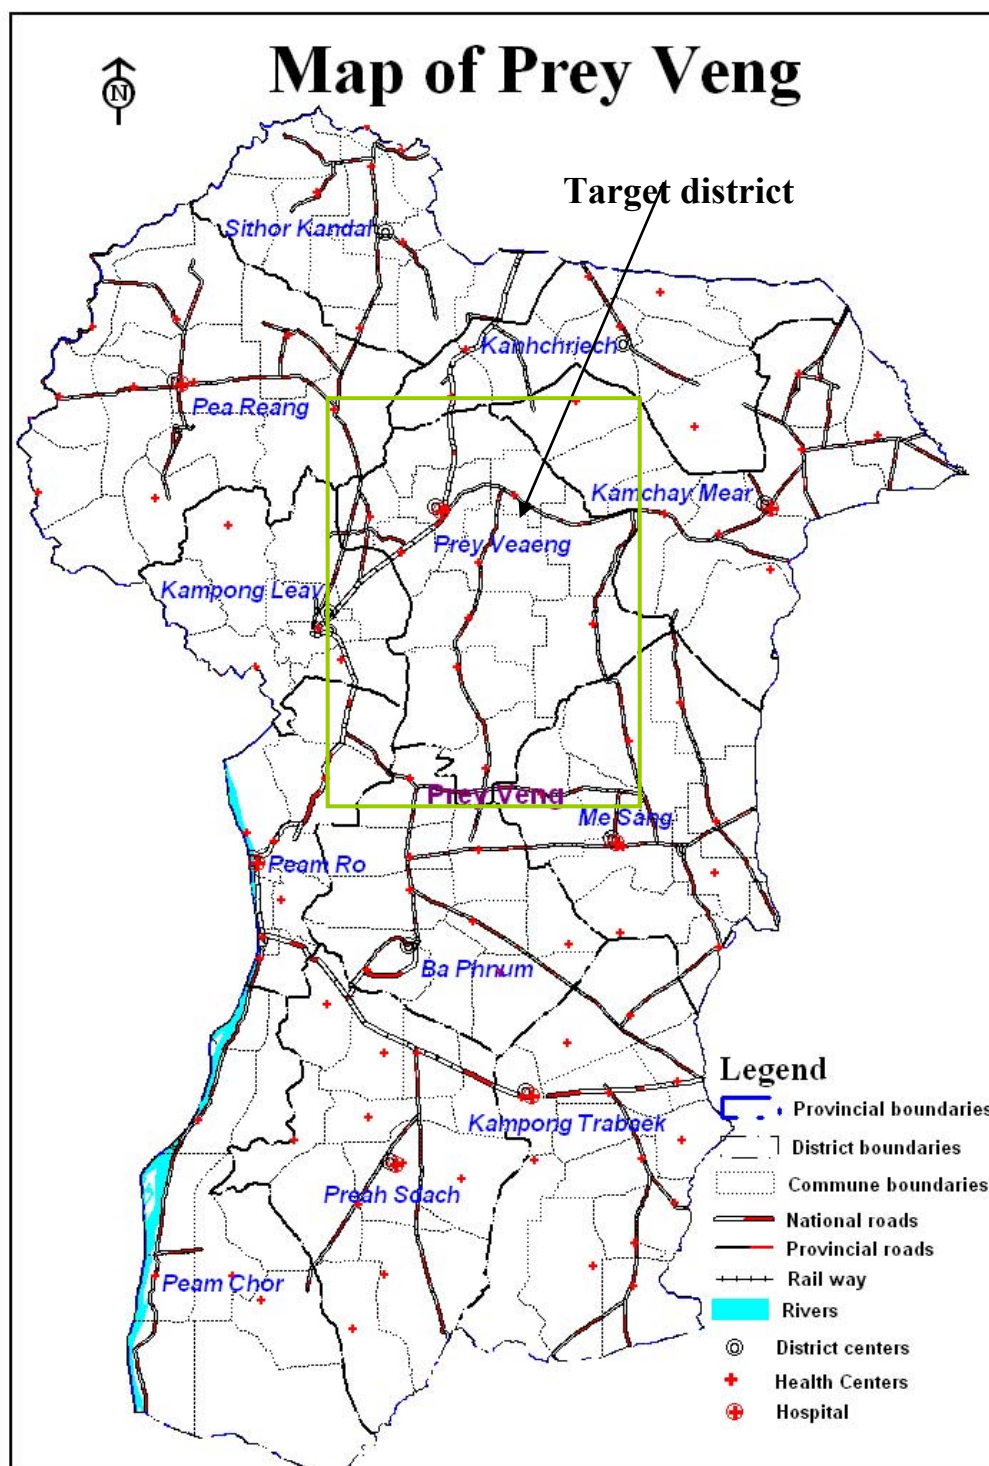 Map of Prey Veng
N
Target district
Sithor Kandal
Kanhchriech
Pea Reang
Kamchay Mear
Prey Veaeng
Kampong Leav
Prey Veng
Me Sang
Peam Ro
Ba Phnum
Kampong Trabaek
Preah Sdach
Peam Chor
Legend
Provincial boundaries
District boundaries
Commune boundaries
National roads
Provincial roads
Rail way
Rivers
District centers
Health Centers
Hospital